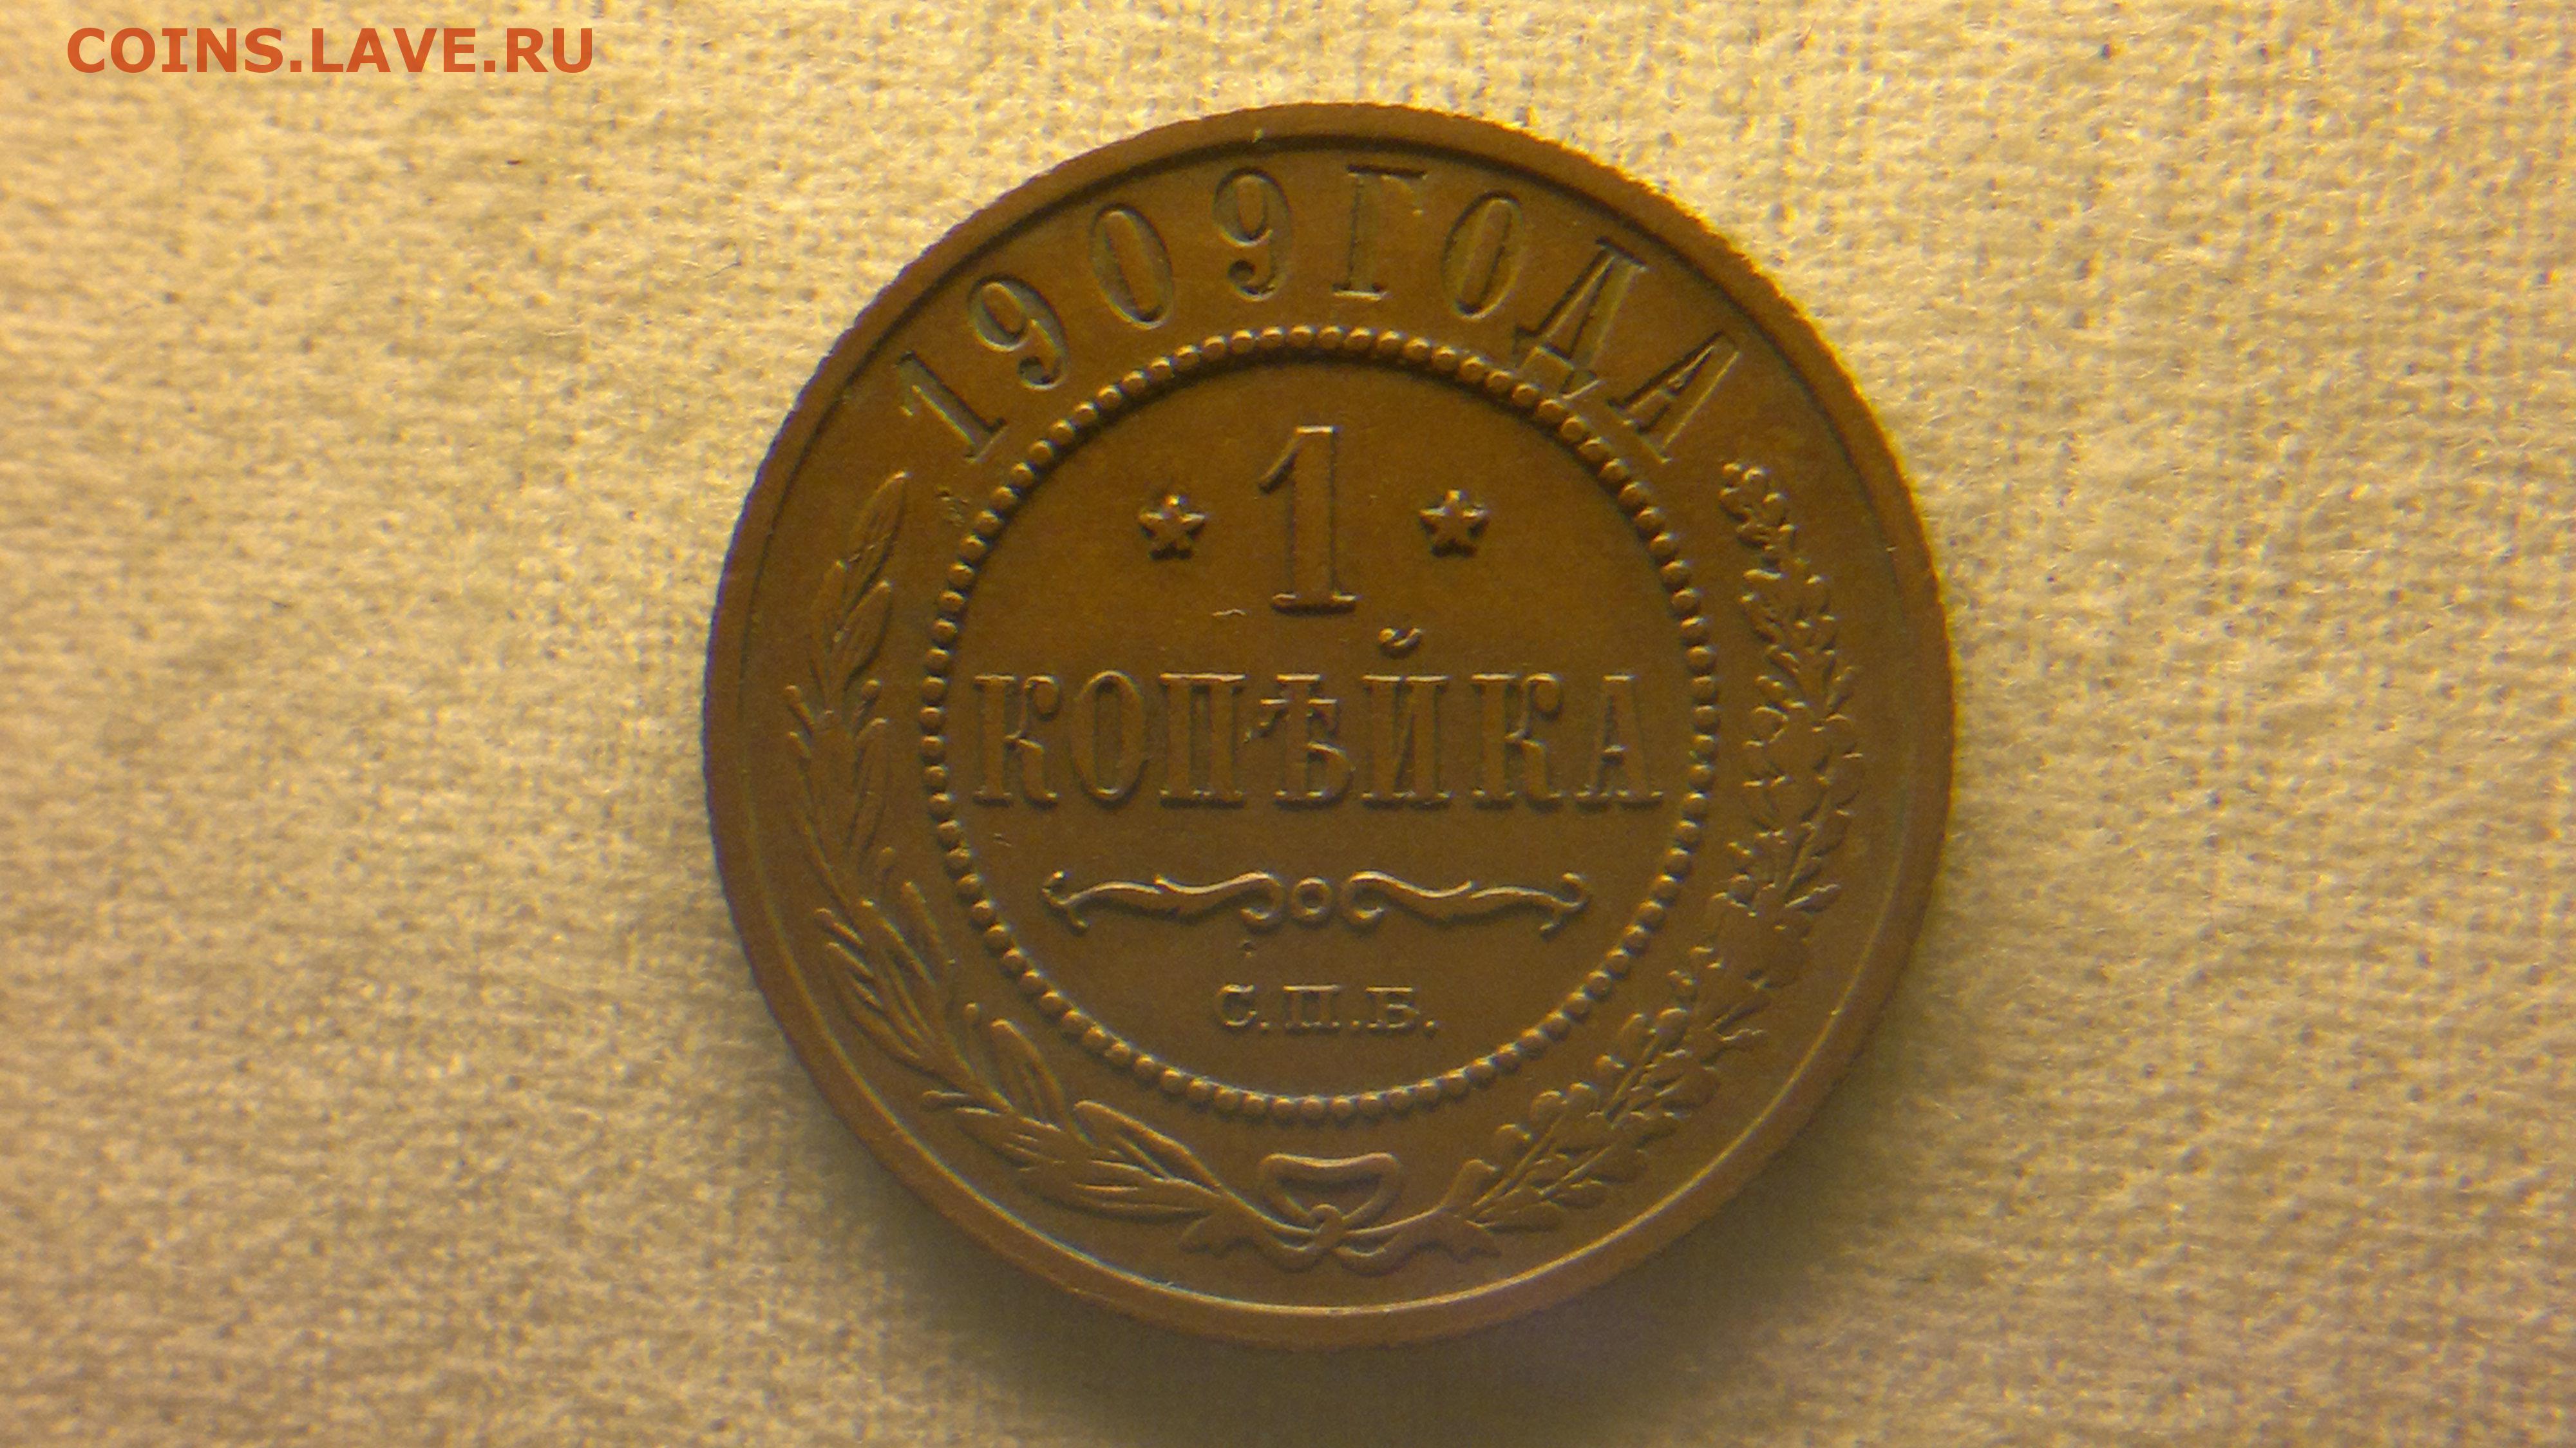 COINS.LAVE.RU
1909 ГОДА
1
КОПѢЙКА
С.П.Б.